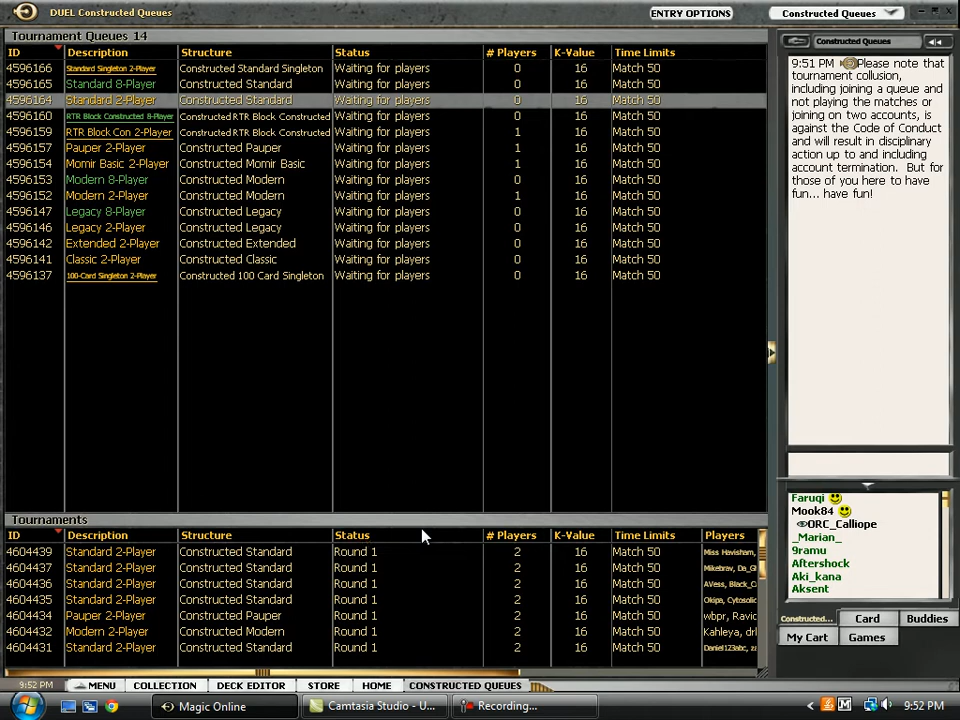 DUEL Constructed Queues
ENTRY OPTIONS
Constructed Queues
Tournament Queues 14
ID Description Structure Status # Players K-Value Time Limits
4596166 Standard Singleton 2-Player Constructed Standard Singleton Waiting for players 0 16 Match 50
4596165 Standard 8-Player Constructed Standard Waiting for players 0 16 Match 50
4596164 Standard 2-Player Constructed Standard Waiting for players 0 16 Match 50
4596160 RTR Block Constructed 8-Player Constructed RTR Block Constructed Waiting for players 0 16 Match 50
4596159 RTR Block Con 2-Player Constructed RTR Block Constructed Waiting for players 1 16 Match 50
4596157 Pauper 2-Player Constructed Pauper Waiting for players 1 16 Match 50
4596154 Momir Basic 2-Player Constructed Momir Basic Waiting for players 1 16 Match 50
4596153 Modern 8-Player Constructed Modern Waiting for players 0 16 Match 50
4596152 Modern 2-Player Constructed Modern Waiting for players 1 16 Match 50
4596147 Legacy 8-Player Constructed Legacy Waiting for players 0 16 Match 50
4596146 Legacy 2-Player Constructed Legacy Waiting for players 0 16 Match 50
4596142 Extended 2-Player Constructed Extended Waiting for players 0 16 Match 50
4596141 Classic 2-Player Constructed Classic Waiting for players 0 16 Match 50
4596137 100-Card Singleton 2-Player Constructed 100 Card Singleton Waiting for players 0 16 Match 50
Tournaments
ID Description Structure Status # Players K-Value Time Limits Players
4604439 Standard 2-Player Constructed Standard Round 1 2 16 Match 50 Miss Havisham,
4604437 Standard 2-Player Constructed Standard Round 1 2 16 Match 50 Mikebrav, Da_G
4604436 Standard 2-Player Constructed Standard Round 1 2 16 Match 50 AVess, Black_C
4604435 Standard 2-Player Constructed Standard Round 1 2 16 Match 50 Okipa, Cytosolic
4604434 Pauper 2-Player Constructed Pauper Round 1 2 16 Match 50 wbpr, Ravic
4604432 Modern 2-Player Constructed Modern Round 1 2 16 Match 50 Kahleya, drl
4604431 Standard 2-Player Constructed Standard Round 1 2 16 Match 50 Daniel123abc, za
Constructed Queues
9:51 PM Please note that
tournament collusion,
including joining a queue and
not playing the matches or
joining on two accounts, is
against the Code of Conduct
and will result in disciplinary
action up to and including
account termination. But for
those of you here to have
fun... have fun!
Faruqi
Mook84
ORC_Calliope
_Marian_
9ramu
Aftershock
Aki_kana
Aksent
Constructed... Card Buddies
My Cart Games
9:52 PM MENU COLLECTION DECK EDITOR STORE HOME CONSTRUCTED QUEUES
Magic Online Camtasia Studio - U... Recording... 9:52 PM